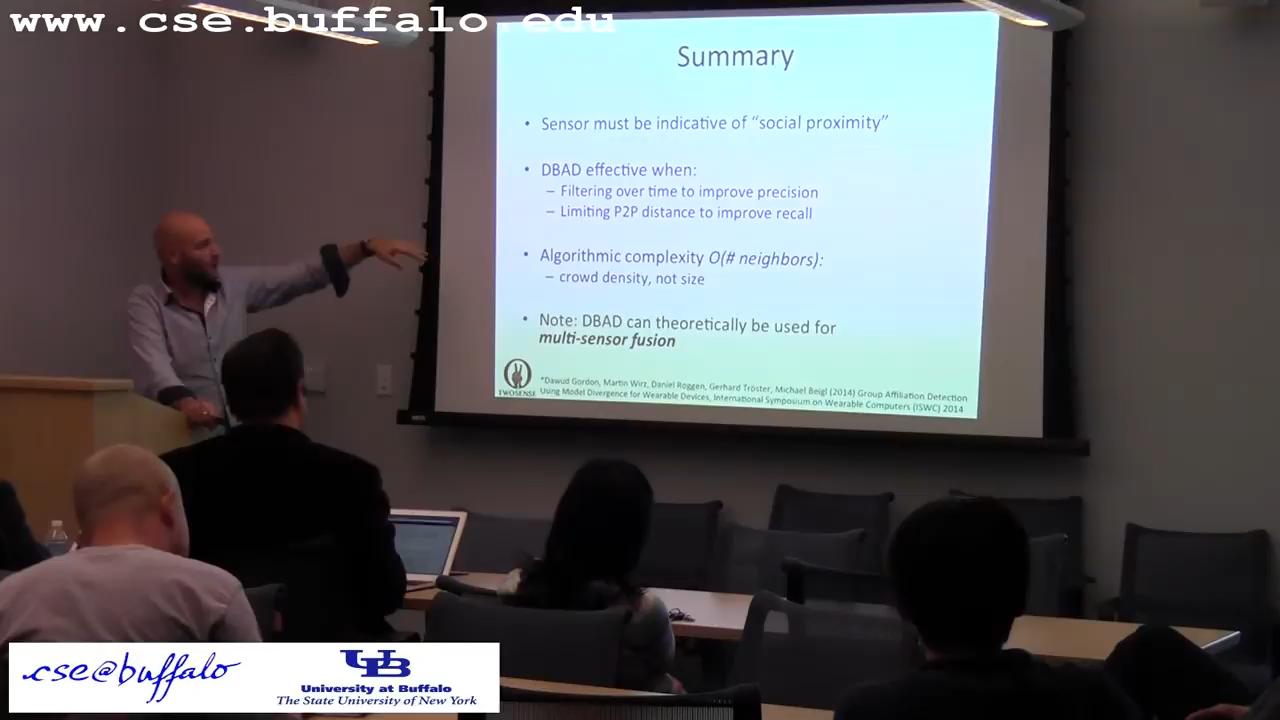 www.cse.buffalo.edu
Summary
• Sensor must be indicative of “social proximity”
• DBAD effective when:
– Filtering over time to improve precision
– Limiting P2P distance to improve recall
• Algorithmic complexity O(# neighbors):
– crowd density, not size
• Note: DBAD can theoretically be used for
multi-sensor fusion
TWOSENSE
*Dawud Gordon, Martin Wirz, Daniel Roggen, Gerhard Tröster, Michael Beigl (2014) Group Affiliation Detection
Using Model Divergence for Wearable Devices, International Symposium on Wearable Computers (ISWC) 2014
cse@buffalo
UB
University at Buffalo
The State University of New York